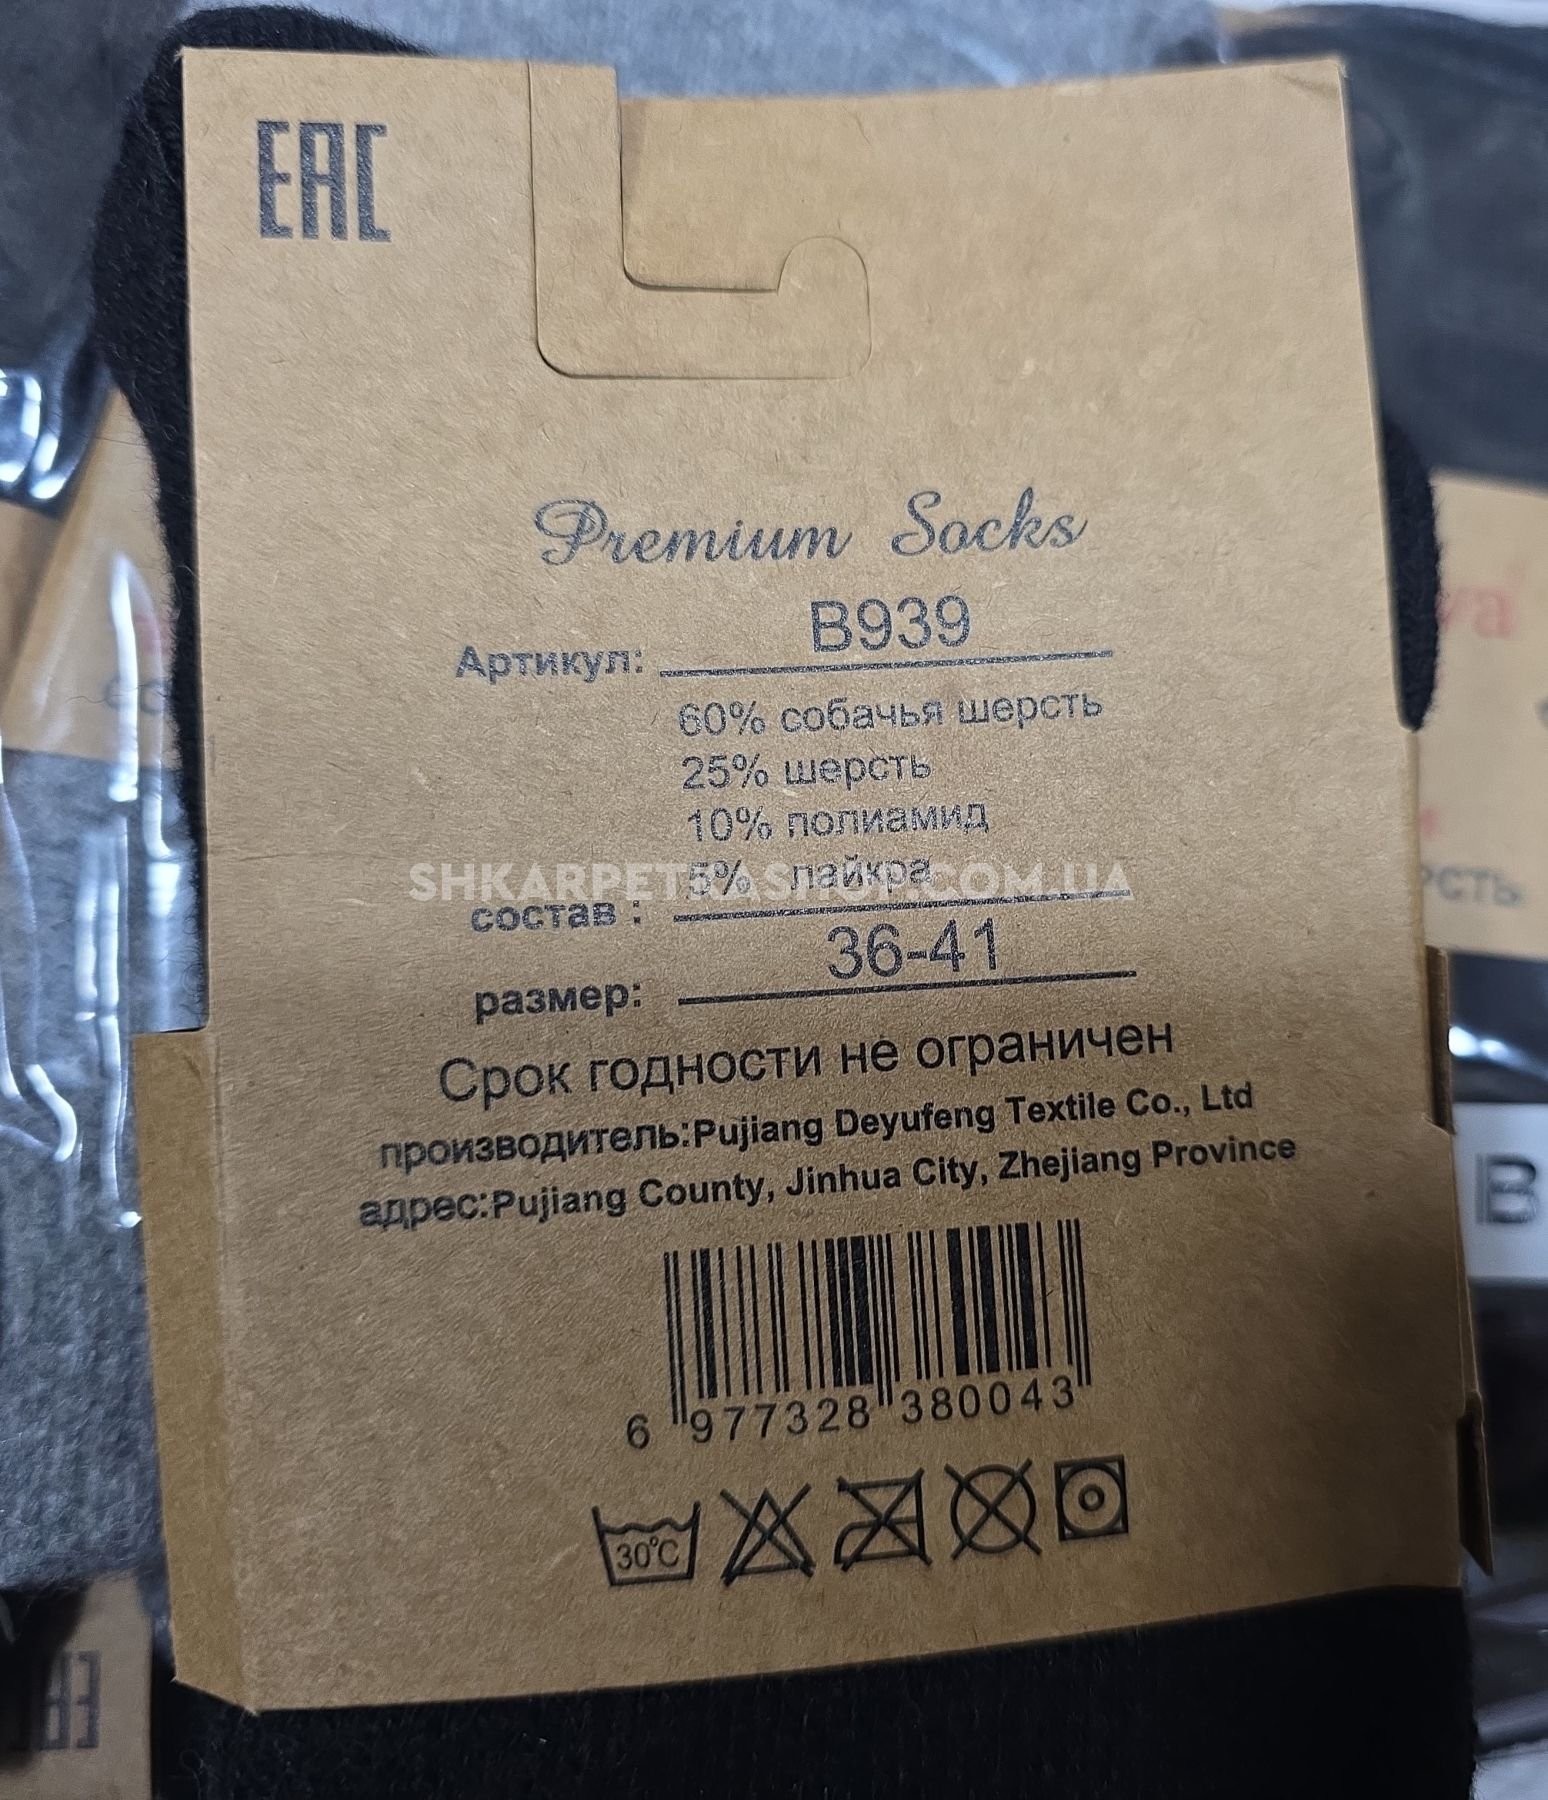 EAC
Premium Socks
Артикул: B939
60% собачья шерсть
25% шерсть
10% полиамид
5% лайкра
SHKARPETKASHOP.COM.UA
состав :
размер: 36-41
Срок годности не ограничен
производитель:Pujiang Deyufeng Textile Co., Ltd
адрес:Pujiang County, Jinhua City, Zhejiang Province
6 977328 380043
30°C
B